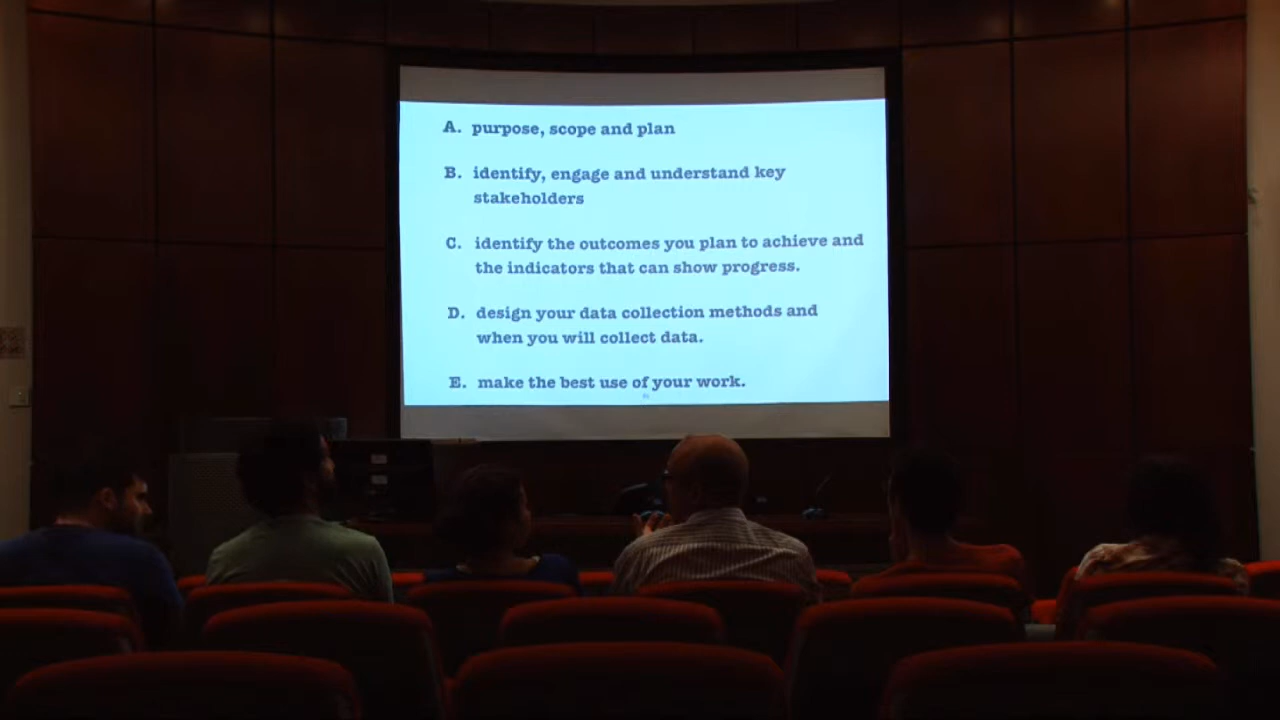 A. purpose, scope and plan
B. identify, engage and understand key
stakeholders
C. identify the outcomes you plan to achieve and
the indicators that can show progress.
D. design your data collection methods and
when you will collect data.
E. make the best use of your work.